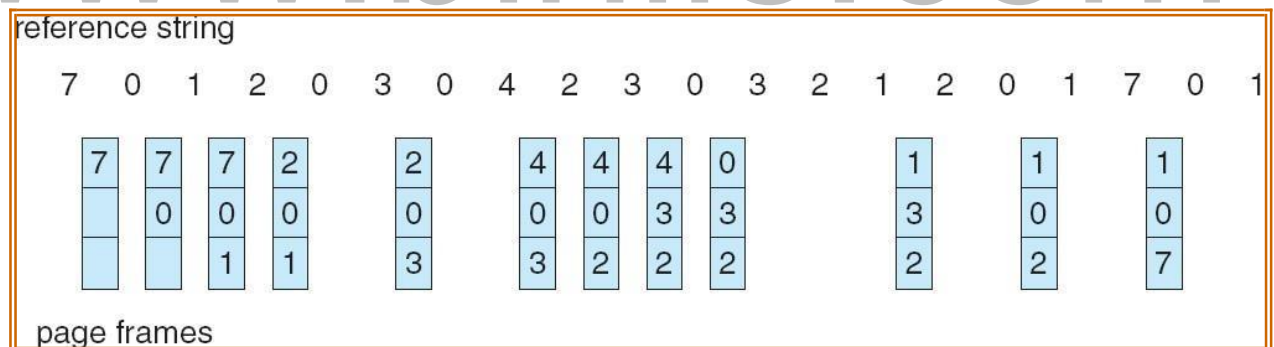 reference string
7 0 1 2 0 3 0 4 2 3 0 3 2 1 2 0 1 7 0 1
7 7 7 2 2 4 4 4 0 1 1 1
0 0 0 0 0 0 3 3 3 0 0
1 1 3 3 2 2 2 2 2 7
page frames